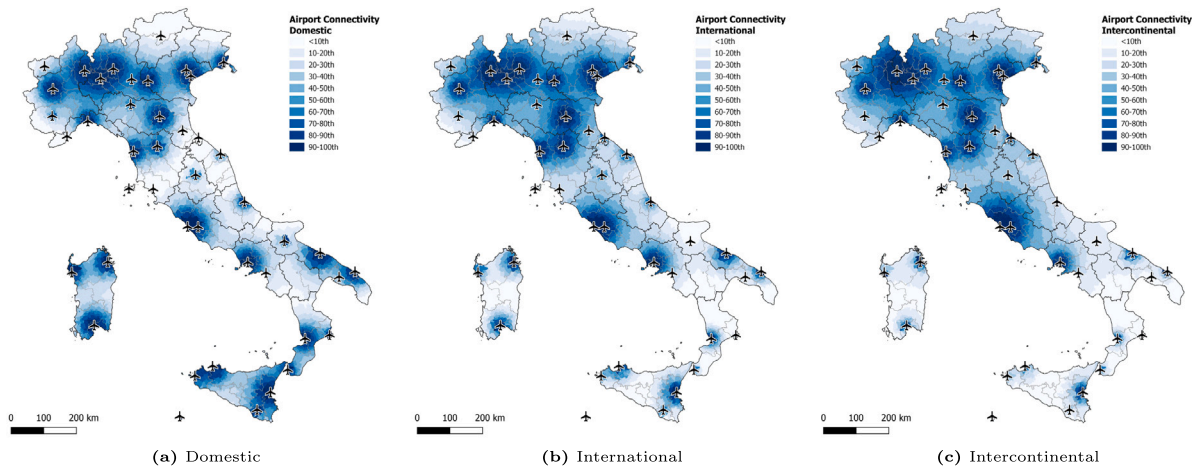 Airport Connectivity
Domestic
<10th
10-20th
20-30th
30-40th
40-50th
50-60th
60-70th
70-80th
80-90th
90-100th
0 100 200 km
(a) Domestic
Airport Connectivity
International
<10th
10-20th
20-30th
30-40th
40-50th
50-60th
60-70th
70-80th
80-90th
90-100th
0 100 200 km
(b) International
Airport Connectivity
Intercontinental
<10th
10-20th
20-30th
30-40th
40-50th
50-60th
60-70th
70-80th
80-90th
90-100th
0 100 200 km
(c) Intercontinental